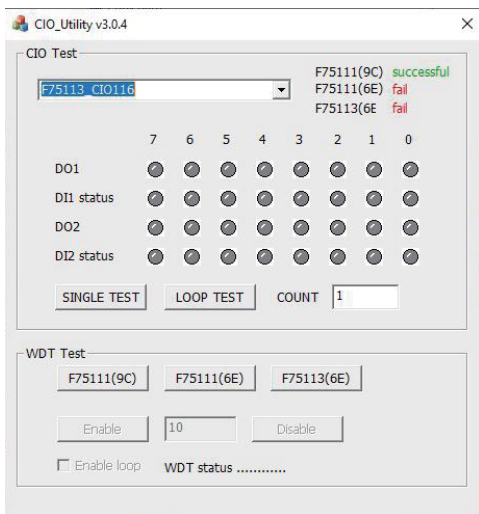 CIO_Utility v3.0.4
CIO Test
F75113_CIO116
F75111(9C) successful
F75111(6E) fail
F75113(6E fail
7 6 5 4 3 2 1 0
DO1
DI1 status
DO2
DI2 status
SINGLE TEST LOOP TEST COUNT 1
WDT Test
F75111(9C) F75111(6E) F75113(6E)
Enable 10 Disable
Enable loop WDT status ............